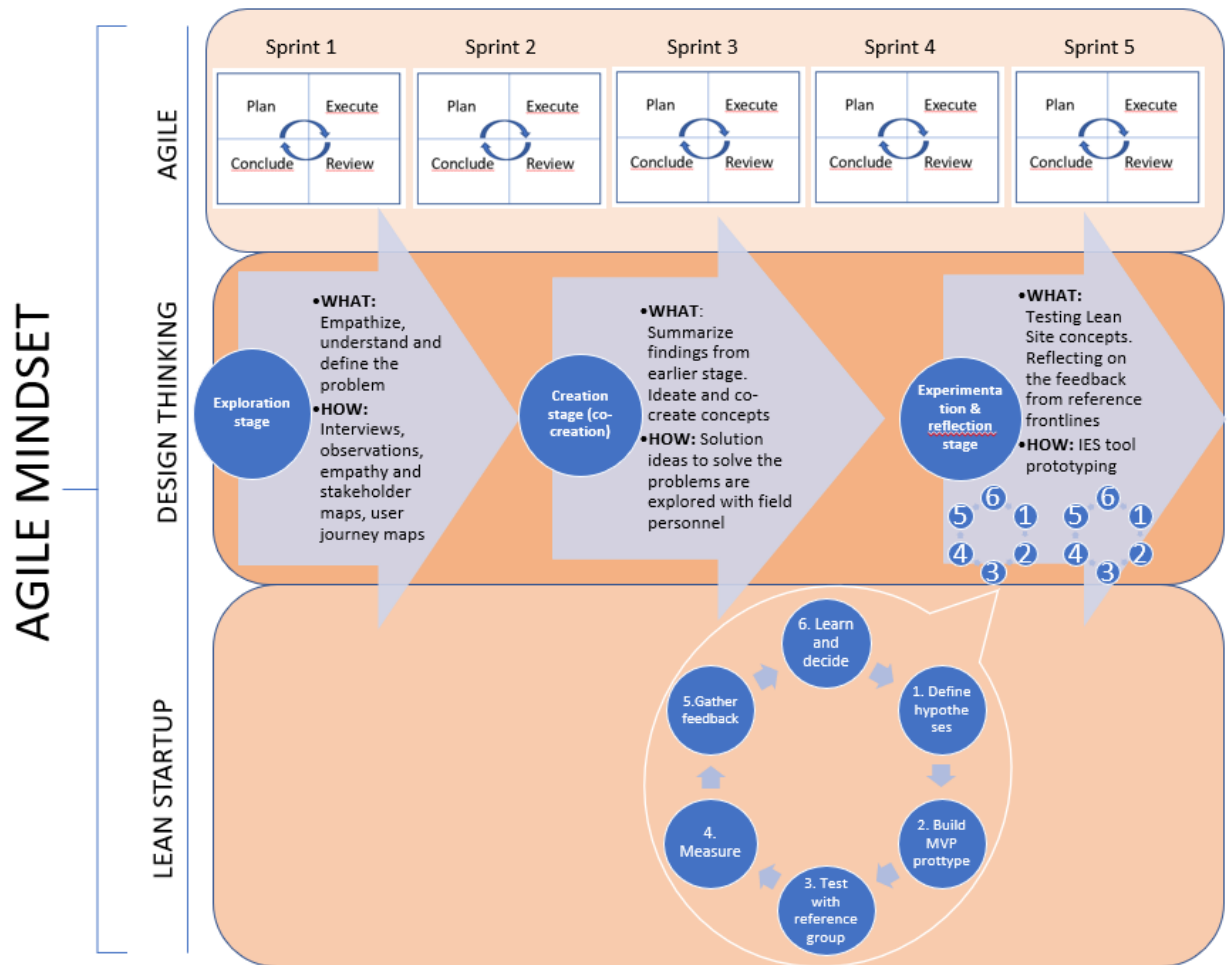 AGILE MINDSET
AGILE
Sprint 1
Sprint 2
Sprint 3
Sprint 4
Sprint 5
Plan
Execute
Conclude
Review
Plan
Execute
Conclude
Review
Plan
Execute
Conclude
Review
Plan
Execute
Conclude
Review
Plan
Execute
Conclude
Review
DESIGN THINKING
Exploration
stage
•WHAT:
Empathize,
understand and
define the
problem
•HOW:
Interviews,
observations,
empathy and
stakeholder
maps, user
journey maps
Creation
stage (co-
creation)
•WHAT:
Summarize
findings from
earlier stage.
Ideate and co-
create concepts
•HOW: Solution
ideas to solve the
problems are
explored with field
personnel
Experimenta
tion &
reflection
stage
•WHAT:
Testing Lean
Site concepts.
Reflecting on
the feedback
from reference
frontlines
•HOW: IES tool
prototyping
6
5
1
4
2
3
6
5
1
4
2
3
LEAN STARTUP
6. Learn
and
decide
1. Define
hypothe
ses
2. Build
MVP
prottype
3. Test
with
reference
group
4.
Measure
5.Gather
feedback